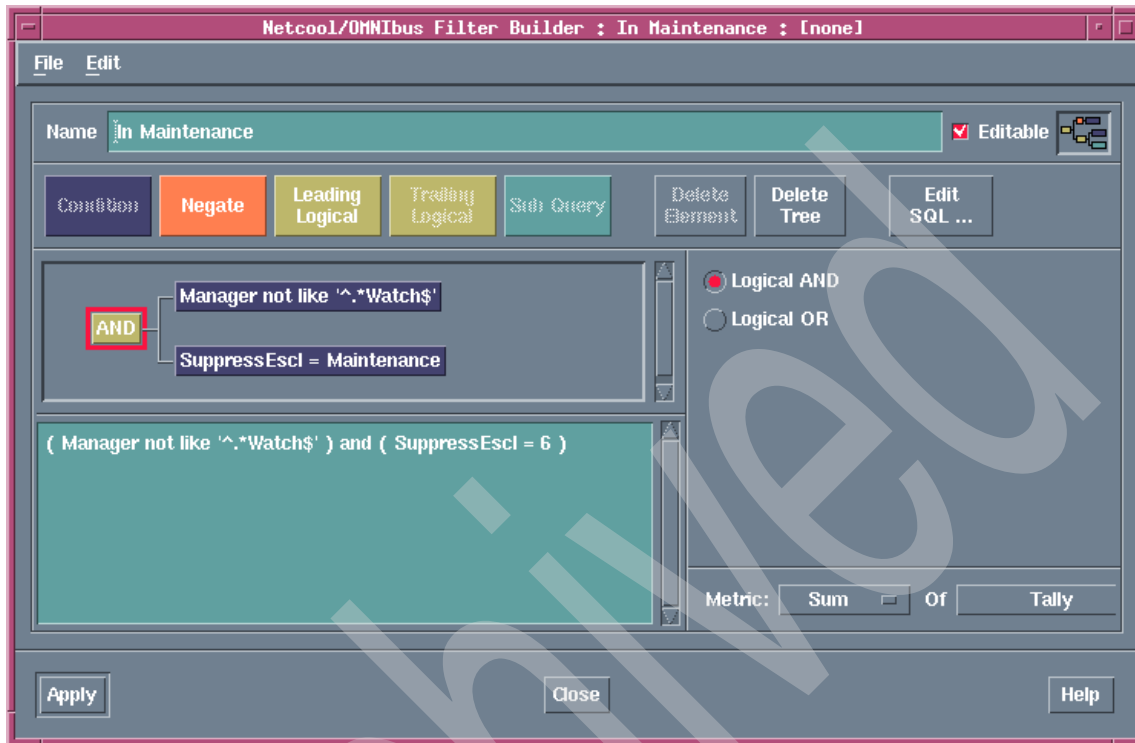 Netcool/OMNIbus Filter Builder : In Maintenance : [none]
File Edit
Name In Maintenance Editable
Condition Negate Leading Logical Trailing Logical Sub Query Delete Element Delete Tree Edit SQL ...
Manager not like '^.*Watch$'
AND
SuppressEscl = Maintenance
Logical AND
Logical OR
( Manager not like '^.*Watch$' ) and ( SuppressEscl = 6 )
Metric: Sum Of Tally
Apply Close Help